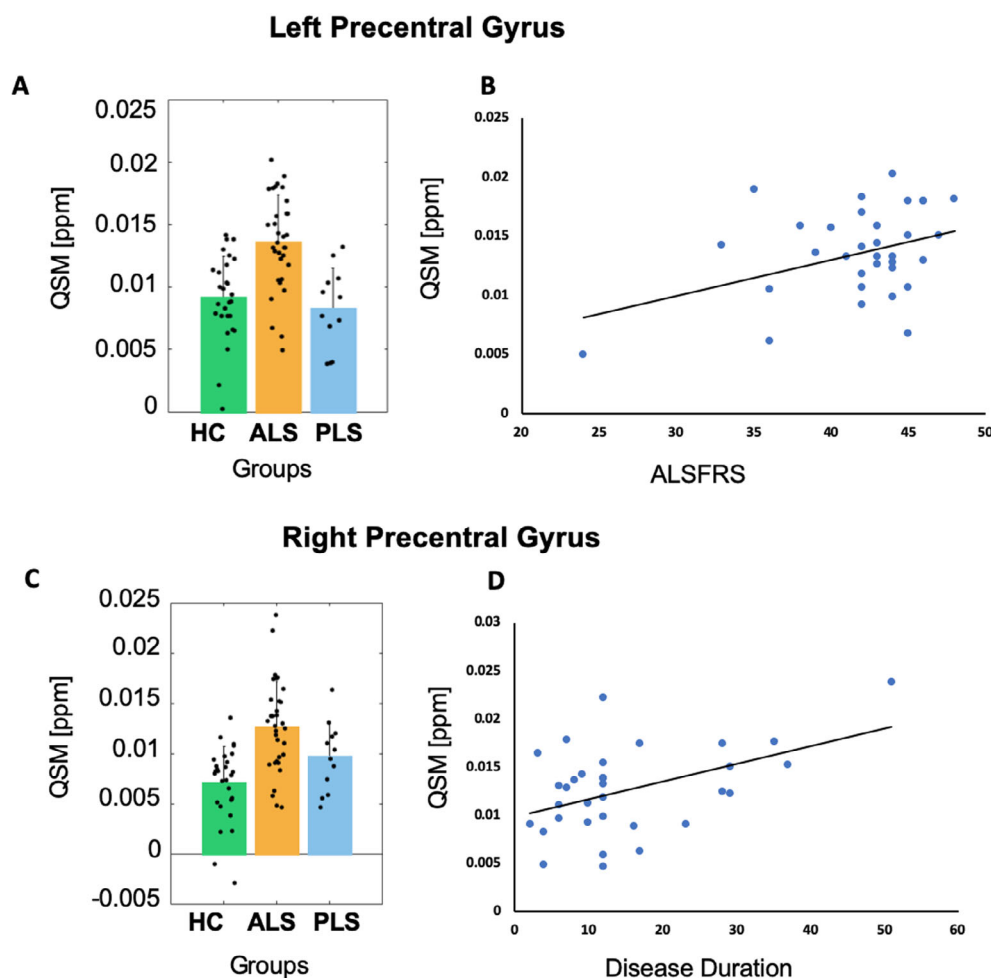 Left Precentral Gyrus
A
0.025
0.02
0.015
0.01
0.005
0
QSM [ppm]
HC ALS PLS
Groups
B
0.025
0.02
0.015
0.01
0.005
0
QSM [ppm]
20 25 30 35 40 45 50
ALSFRS
Right Precentral Gyrus
C
0.025
0.02
0.015
0.01
0.005
0
-0.005
QSM [ppm]
HC ALS PLS
Groups
D
0.03
0.025
0.02
0.015
0.01
0.005
0
QSM [ppm]
0 10 20 30 40 50 60
Disease Duration